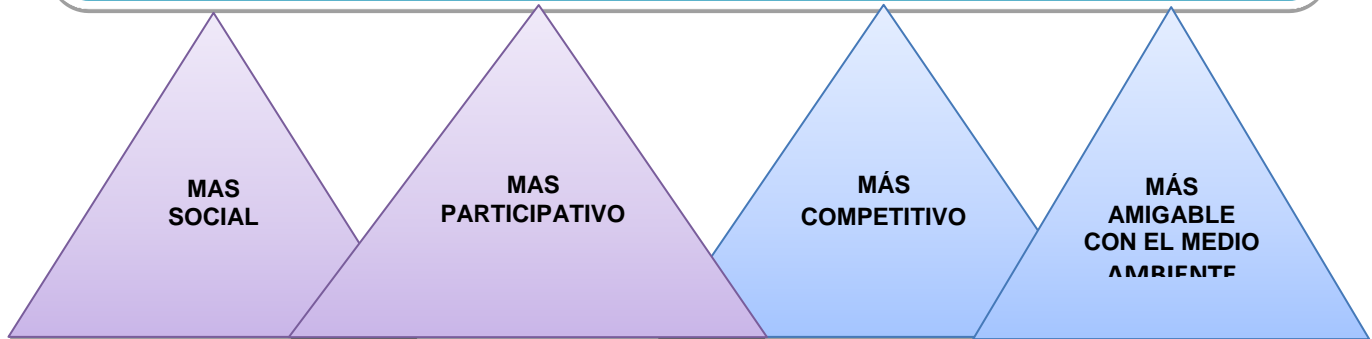 MAS
SOCIAL
MAS
PARTICIPATIVO
MÁS
COMPETITIVO
MÁS
AMIGABLE
CON EL MEDIO
AMBIENTE